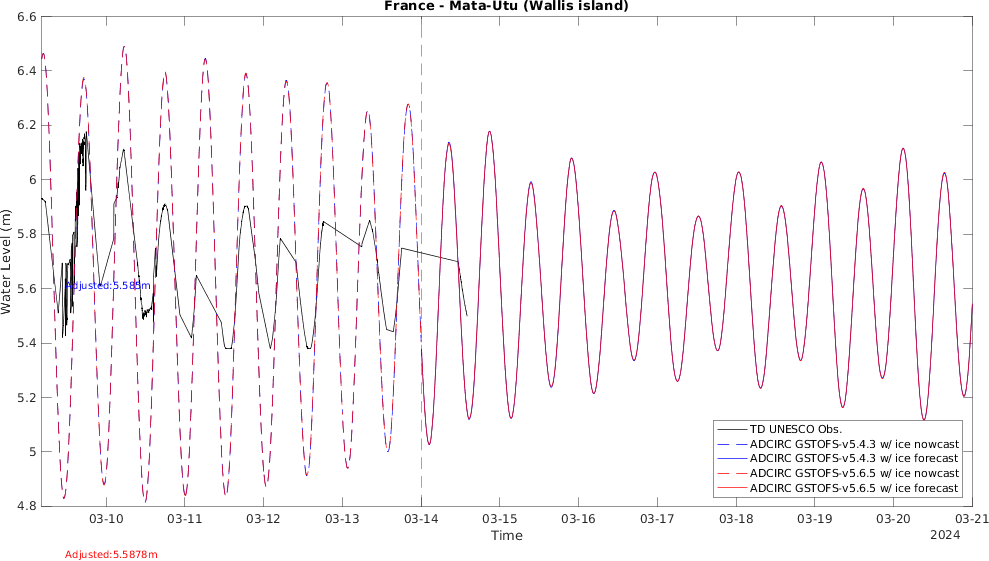 France - Mata-Utu (Wallis island)
6.6
6.4
6.2
6
5.8
5.6
5.4
5.2
5
4.8
Water Level (m)
Adjusted:5.585m
TD UNESCO Obs.
ADCIRC GSTOFS-v5.4.3 w/ ice nowcast
ADCIRC GSTOFS-v5.4.3 w/ ice forecast
ADCIRC GSTOFS-v5.6.5 w/ ice nowcast
ADCIRC GSTOFS-v5.6.5 w/ ice forecast
03-10 03-11 03-12 03-13 03-14 03-15 03-16 03-17 03-18 03-19 03-20 03-21
Time
2024
Adjusted:5.5878m